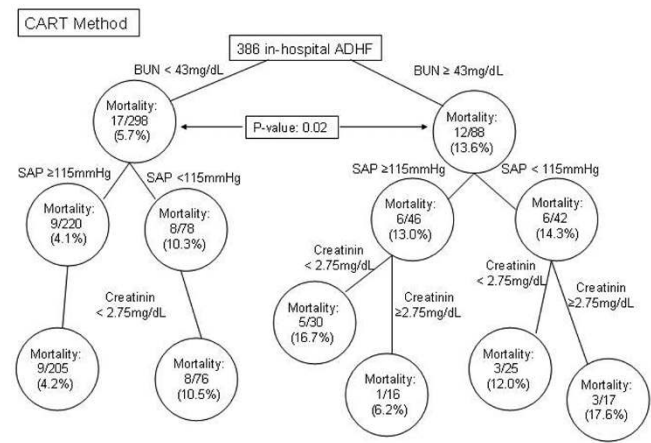 CART Method
386 in-hospital ADHF
BUN < 43mg/dL
BUN ≥ 43mg/dL
Mortality:
17/298
(5.7%)
P-value: 0.02
Mortality:
12/88
(13.6%)
SAP ≥115mmHg
SAP <115mmHg
SAP ≥115mmHg
SAP < 115mmHg
Mortality:
9/220
(4.1%)
Mortality:
8/78
(10.3%)
Mortality:
6/46
(13.0%)
Mortality:
6/42
(14.3%)
Creatinin
< 2.75mg/dL
Creatinin
< 2.75mg/dL
Creatinin
≥2.75mg/dL
Creatinin
< 2.75mg/dL
Creatinin
≥2.75mg/dL
Mortality:
9/205
(4.2%)
Mortality:
8/76
(10.5%)
Mortality:
5/30
(16.7%)
Mortality:
1/16
(6.2%)
Mortality:
3/25
(12.0%)
Mortality:
3/17
(17.6%)